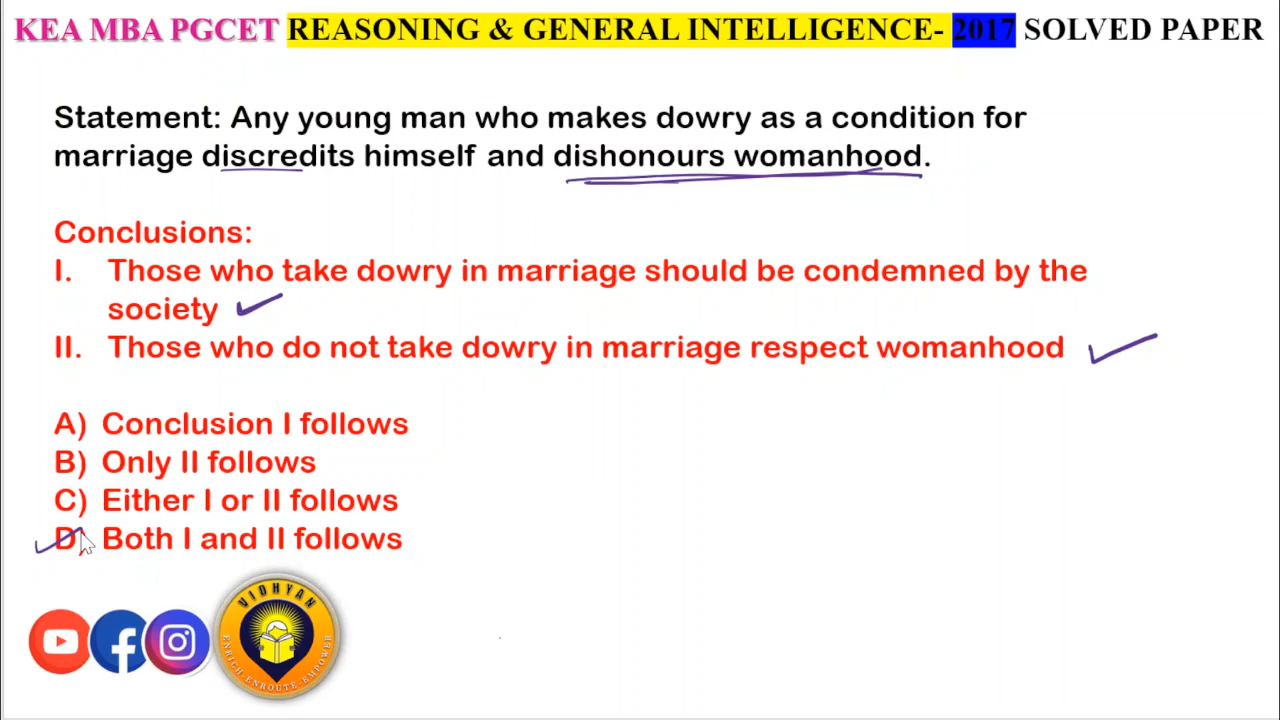 KEA MBA PGCET REASONING & GENERAL INTELLIGENCE- 2017 SOLVED PAPER
Statement: Any young man who makes dowry as a condition for
marriage discredits himself and dishonours womanhood.
Conclusions:
I. Those who take dowry in marriage should be condemned by the
society
II. Those who do not take dowry in marriage respect womanhood
A) Conclusion I follows
B) Only II follows
C) Either I or II follows
D) Both I and II follows
VIDHYAN
ENRICH-ENROUTE-EMPOWER